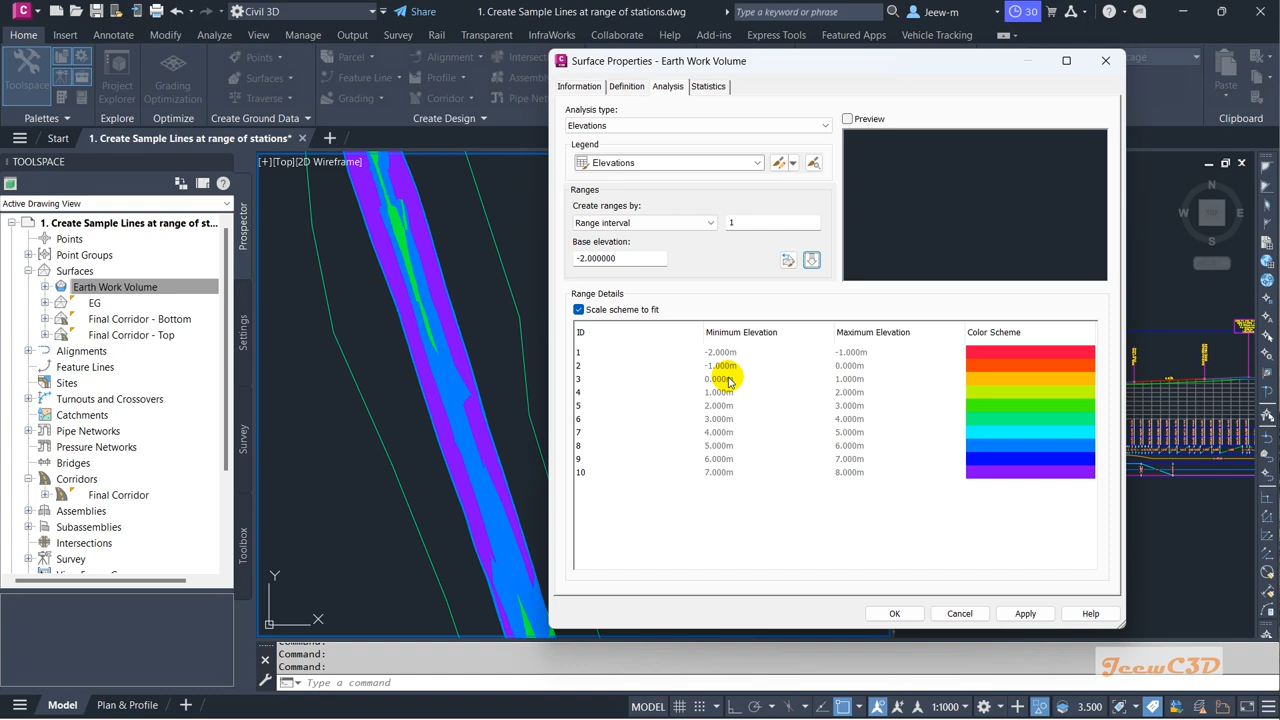 Civil 3D
Share
1. Create Sample Lines at range of stations.dwg
Type a keyword or phrase
Jeew-m
30
Home Insert Annotate Modify Analyze View Manage Output Survey Rail Transparent InfraWorks Collaborate Help Add-ins Express Tools Featured Apps Vehicle Tracking
Toolspace
Project
Explorer
Grading
Optimization
Points
Surfaces
Traverse
Parcel
Feature Line
Grading
Alignment
Profile
Corridor
Intersections
Assembly
Pipe Network
Paste
Palettes
Explore
Optimize
Create Ground Data
Create Design
Clipboard
Start
1. Create Sample Lines at range of stations*
TOOLSPACE
Active Drawing View
1. Create Sample Lines at range of st...
Points
Point Groups
Surfaces
Earth Work Volume
EG
Final Corridor - Bottom
Final Corridor - Top
Alignments
Feature Lines
Sites
Turnouts and Crossovers
Catchments
Pipe Networks
Pressure Networks
Bridges
Corridors
Final Corridor
Assemblies
Subassemblies
Intersections
Survey
Prospector
Settings
Survey
Toolbox
[+][Top][2D Wireframe]
Y
X
N
W
TOP
E
S
Surface Properties - Earth Work Volume
Information Definition Analysis Statistics
Analysis type:
Elevations
Preview
Legend
Elevations
Ranges
Create ranges by:
Range interval 1
Base elevation:
-2.000000
Range Details
Scale scheme to fit
ID Minimum Elevation Maximum Elevation Color Scheme
1 -2.000m -1.000m
2 -1.000m 0.000m
3 0.000m 1.000m
4 1.000m 2.000m
5 2.000m 3.000m
6 3.000m 4.000m
7 4.000m 5.000m
8 5.000m 6.000m
9 6.000m 7.000m
10 7.000m 8.000m
OK Cancel Apply Help
Command:
Command:
Command:
Type a command
JeewC3D
Model Plan & Profile
MODEL
1:1000
3.500